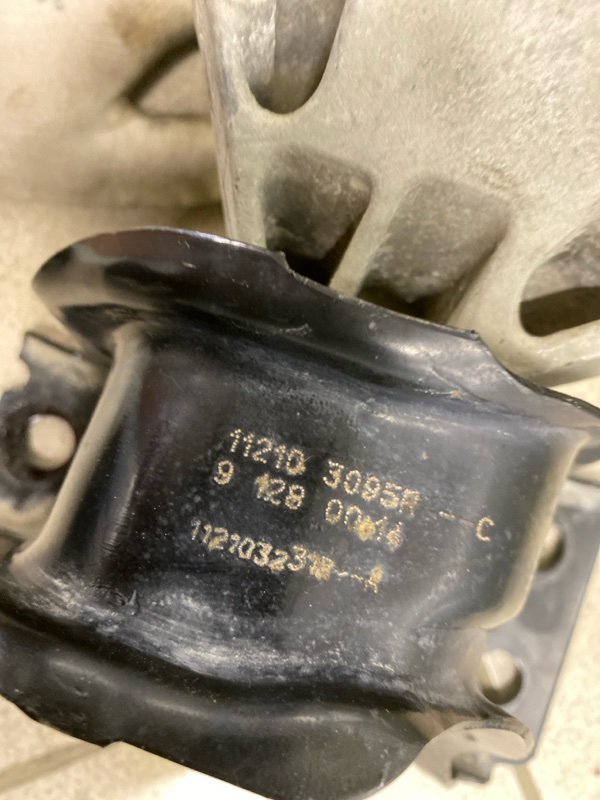 11210 3095R --- C
9 128 00014
112103231R---A